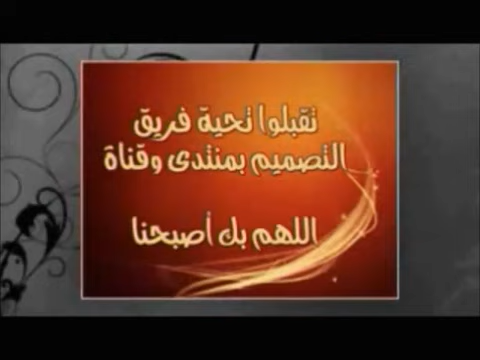 تقبلوا تحية فريق
التصميم بمنتدى وقناة
اللهم بك أصبحنا